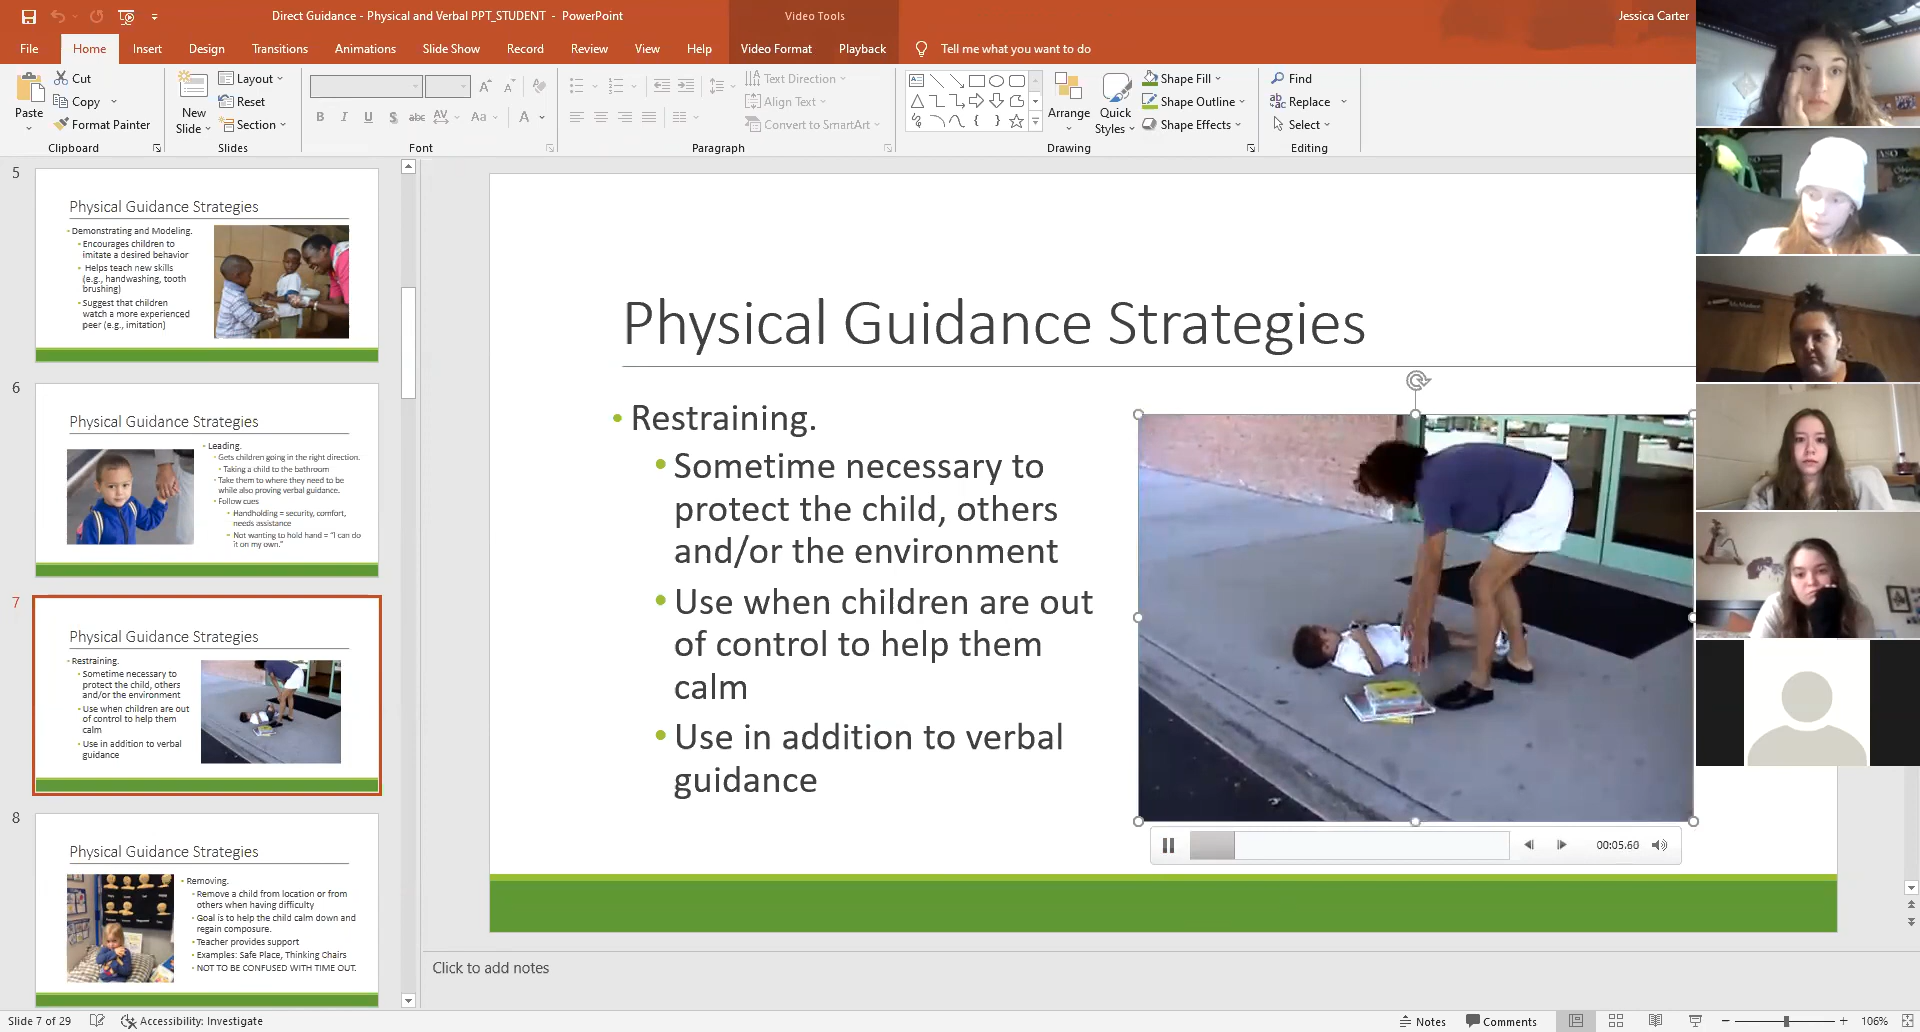 Direct Guidance - Physical and Verbal PPT_STUDENT - PowerPoint
Video Tools
Jessica Carter
File Home Insert Design Transitions Animations Slide Show Record Review View Help Video Format Playback Tell me what you want to do
Paste
Cut
Copy
Format Painter
Clipboard
New
Slide
Layout
Reset
Section
Slides
B I U S abc AV Aa A
Font
Text Direction
Align Text
Convert to SmartArt
Paragraph
Arrange
Quick
Styles
Shape Fill
Shape Outline
Shape Effects
Drawing
Find
Replace
Select
Editing
5
Physical Guidance Strategies
Demonstrating and Modeling.
Encourages children to
imitate a desired behavior
Helps teach new skills
(e.g., handwashing, tooth
brushing)
Suggest that children
watch a more experienced
peer (e.g., imitation)
6
Physical Guidance Strategies
Leading.
Gets children going in the right direction.
Taking a child to the bathroom
Take them to where they need to be
while also proving verbal guidance.
Follow cues
Handholding = security, comfort,
needs assistance
Not wanting to hold hand = "I can do
it on my own."
7
Physical Guidance Strategies
Restraining.
Sometime necessary to
protect the child, others
and/or the environment
Use when children are out
of control to help them
calm
Use in addition to verbal
guidance
8
Physical Guidance Strategies
Removing.
Remove a child from location or from
others when having difficulty
Goal is to help the child calm down and
regain composure.
Teacher provides support
Examples: Safe Place, Thinking Chairs
NOT TO BE CONFUSED WITH TIME OUT.
Physical Guidance Strategies
• Restraining.
• Sometime necessary to
protect the child, others
and/or the environment
• Use when children are out
of control to help them
calm
• Use in addition to verbal
guidance
00:05.60
Click to add notes
Slide 7 of 29
Accessibility: Investigate
Notes
Comments
106%